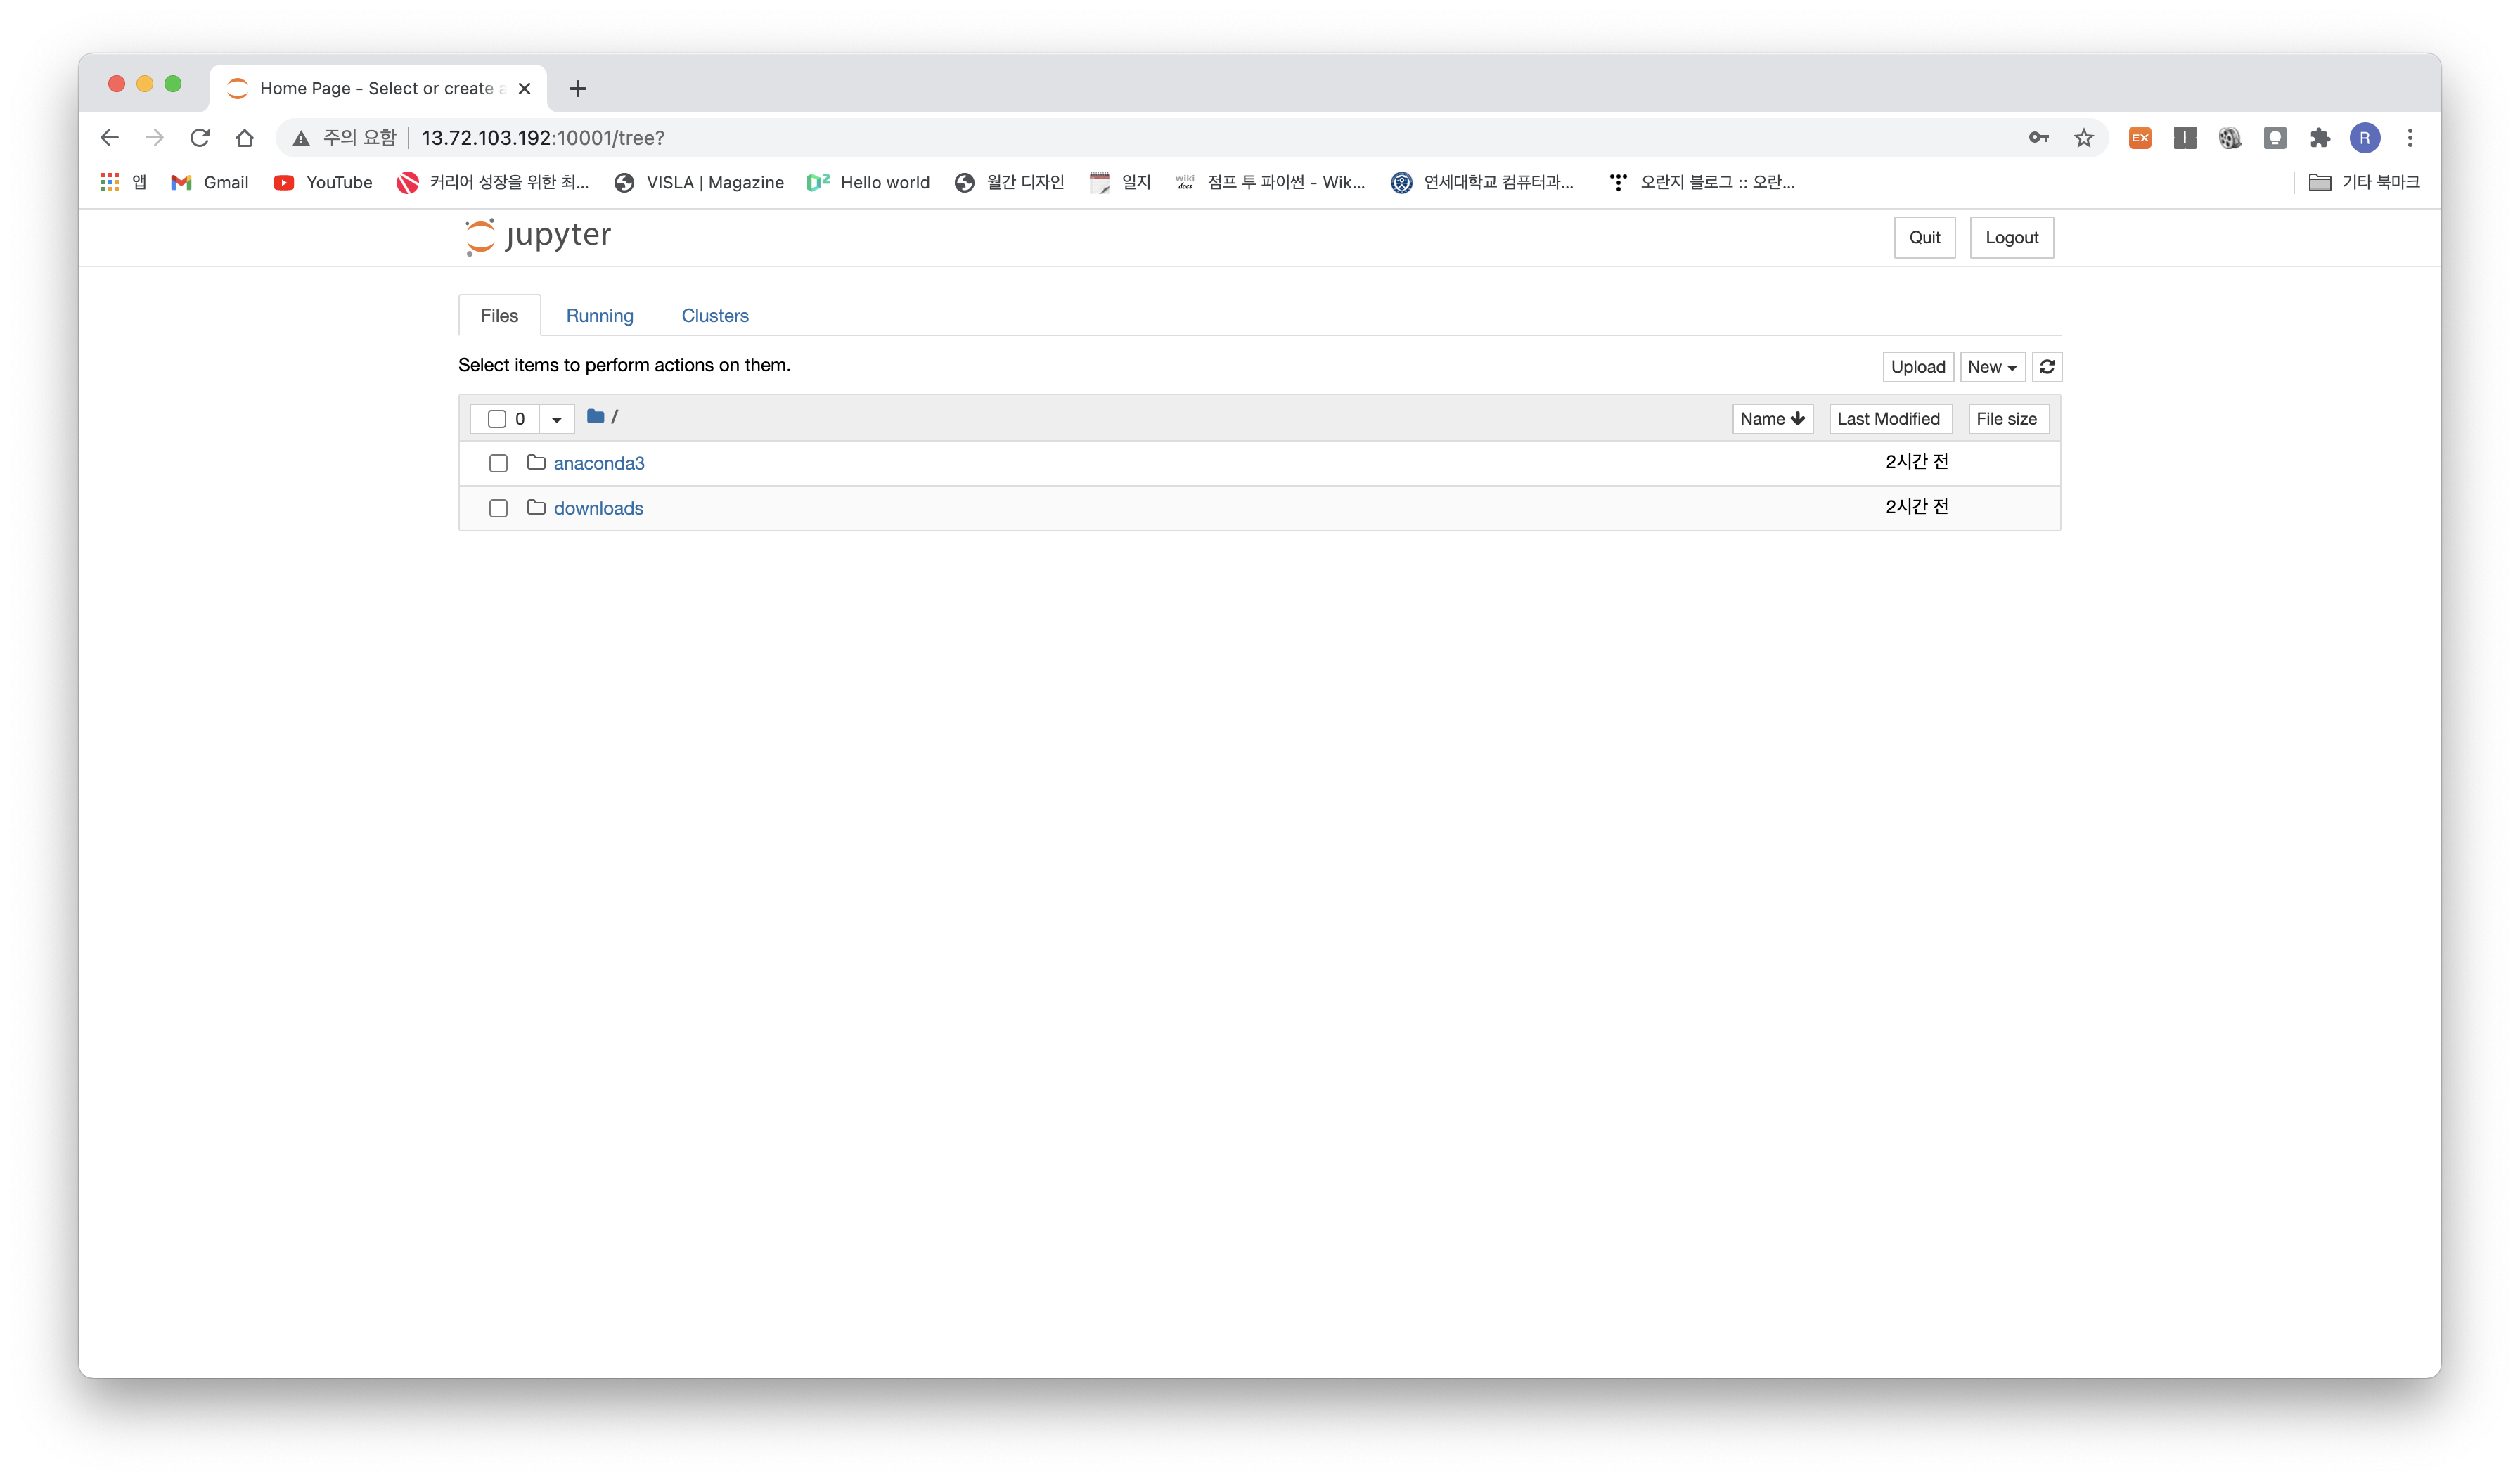 Home Page - Select or create a
주의 요함 13.72.103.192:10001/tree?
EX
R
앱 Gmail YouTube 커리어 성장을 위한 최... VISLA | Magazine Hello world 월간 디자인 일지 wiki docs 점프 투 파이썬 - Wik... 연세대학교 컴퓨터과... 오란지 블로그 :: 오란... 기타 북마크
jupyter Quit Logout
Files Running Clusters
Select items to perform actions on them. Upload New
0 / Name Last Modified File size
anaconda3 2시간 전
downloads 2시간 전